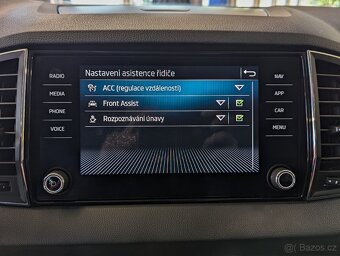 RADIO
MEDIA
PHONE
VOICE
Nastavení asistence řidiče
ACC (regulace vzdálenosti)
Front Assist
Rozpoznávání únavy
NAV
APP
CAR
MENU
Bazos.cz